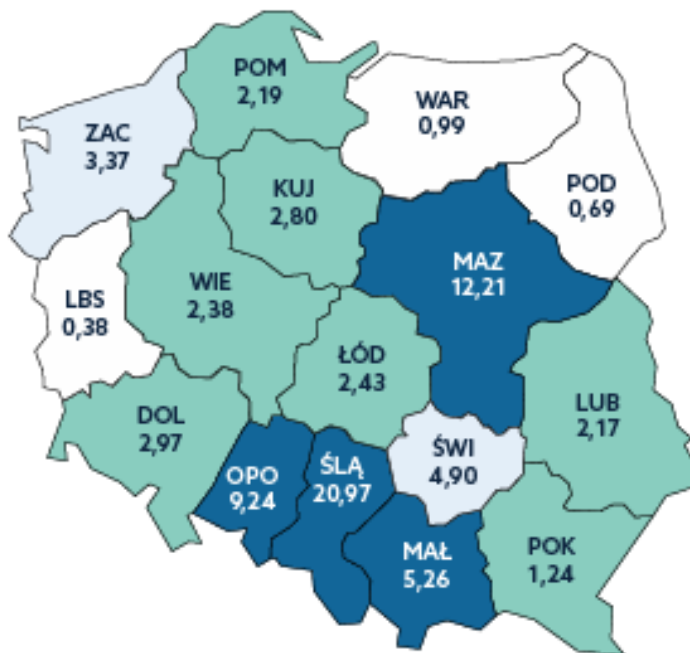 POM
2,19
WAR
0,99
ZAC
3,37
KUJ
2,80
POD
0,69
MAZ
12,21
WIE
2,38
LBS
0,38
ŁÓD
2,43
LUB
2,17
DOL
2,97
ŚWI
4,90
OPO
9,24
ŚLĄ
20,97
MAŁ
5,26
POK
1,24